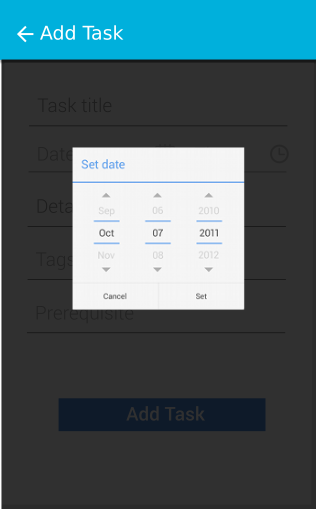 Add Task
Task title
Date
Set date
Sep 06 2010
Oct 07 2011
Nov 08 2012
Cancel Set
Deta
Tags
Prerequisite
Add Task